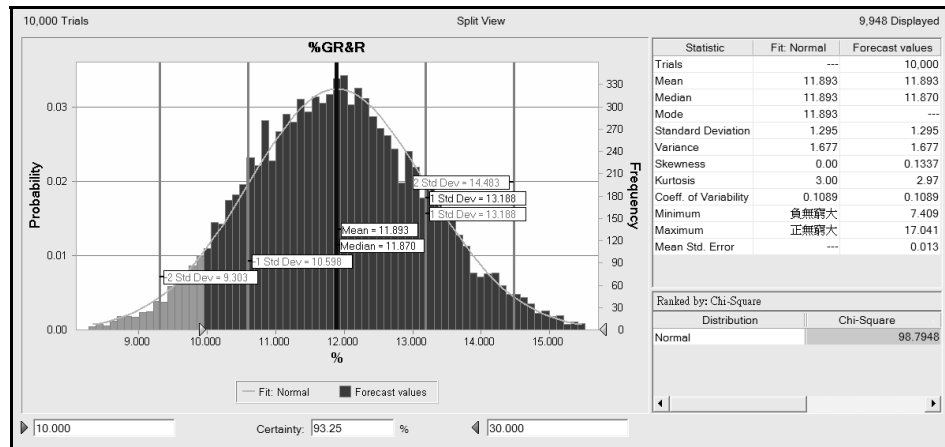 10,000 Trials Split View 9,948 Displayed
%GR&R
Probability
0.03
0.02
0.01
0.00
330
300
270
240
210
180
150
120
90
60
30
0
Frequency
2 Std Dev = 14.483
1 Std Dev = 13.188
1 Std Dev = 13.188
Mean = 11.893
Median = 11.870
-1 Std Dev = 10.598
-2 Std Dev = 9.303
9.000 10.000 11.000 12.000 13.000 14.000 15.000
%
Fit: Normal Forecast values
Statistic Fit: Normal Forecast values
Trials --- 10,000
Mean 11.893 11.893
Median 11.893 11.870
Mode 11.893 ---
Standard Deviation 1.295 1.295
Variance 1.677 1.677
Skewness 0.00 0.1337
Kurtosis 3.00 2.97
Coeff. of Variability 0.1089 0.1089
Minimum 負無窮大 7.409
Maximum 正無窮大 17.041
Mean Std. Error --- 0.013
Ranked by: Chi-Square
Distribution Chi-Square
Normal 98.7948
10.000 Certainty: 93.25 % 30.000